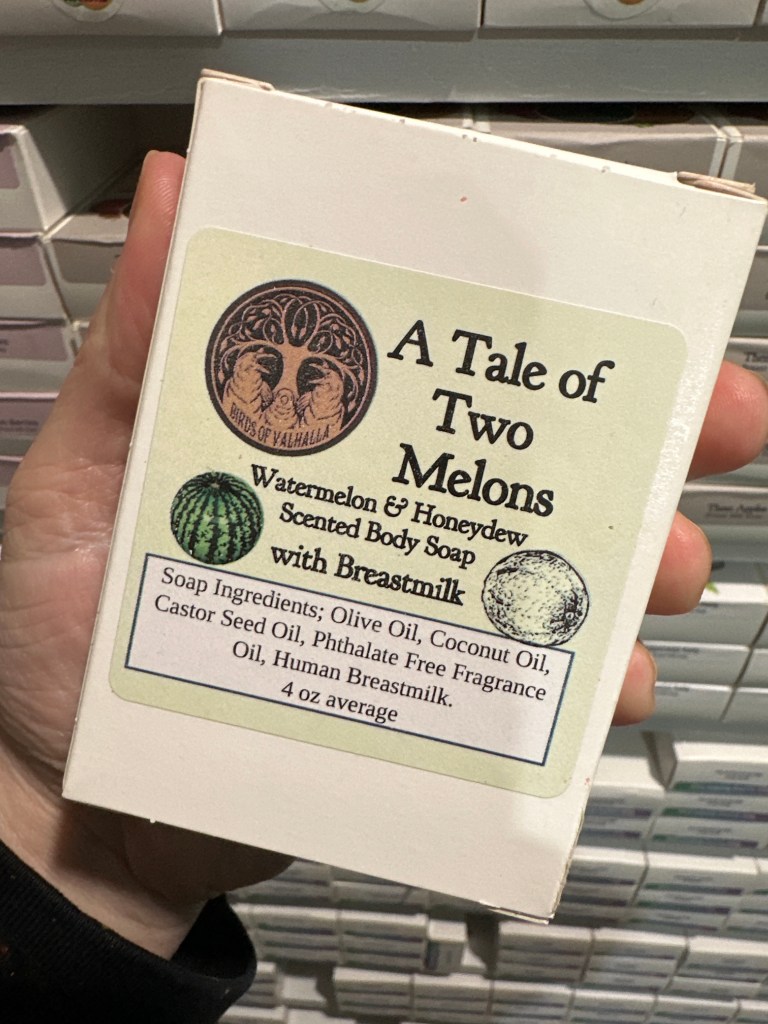 A Tale of
Two
Melons
BIRDS OF VALHALLA
Watermelon & Honeydew
Scented Body Soap
with Breastmilk
Soap Ingredients; Olive Oil, Coconut Oil,
Castor Seed Oil, Phthalate Free Fragrance
Oil, Human Breastmilk.
4 oz average